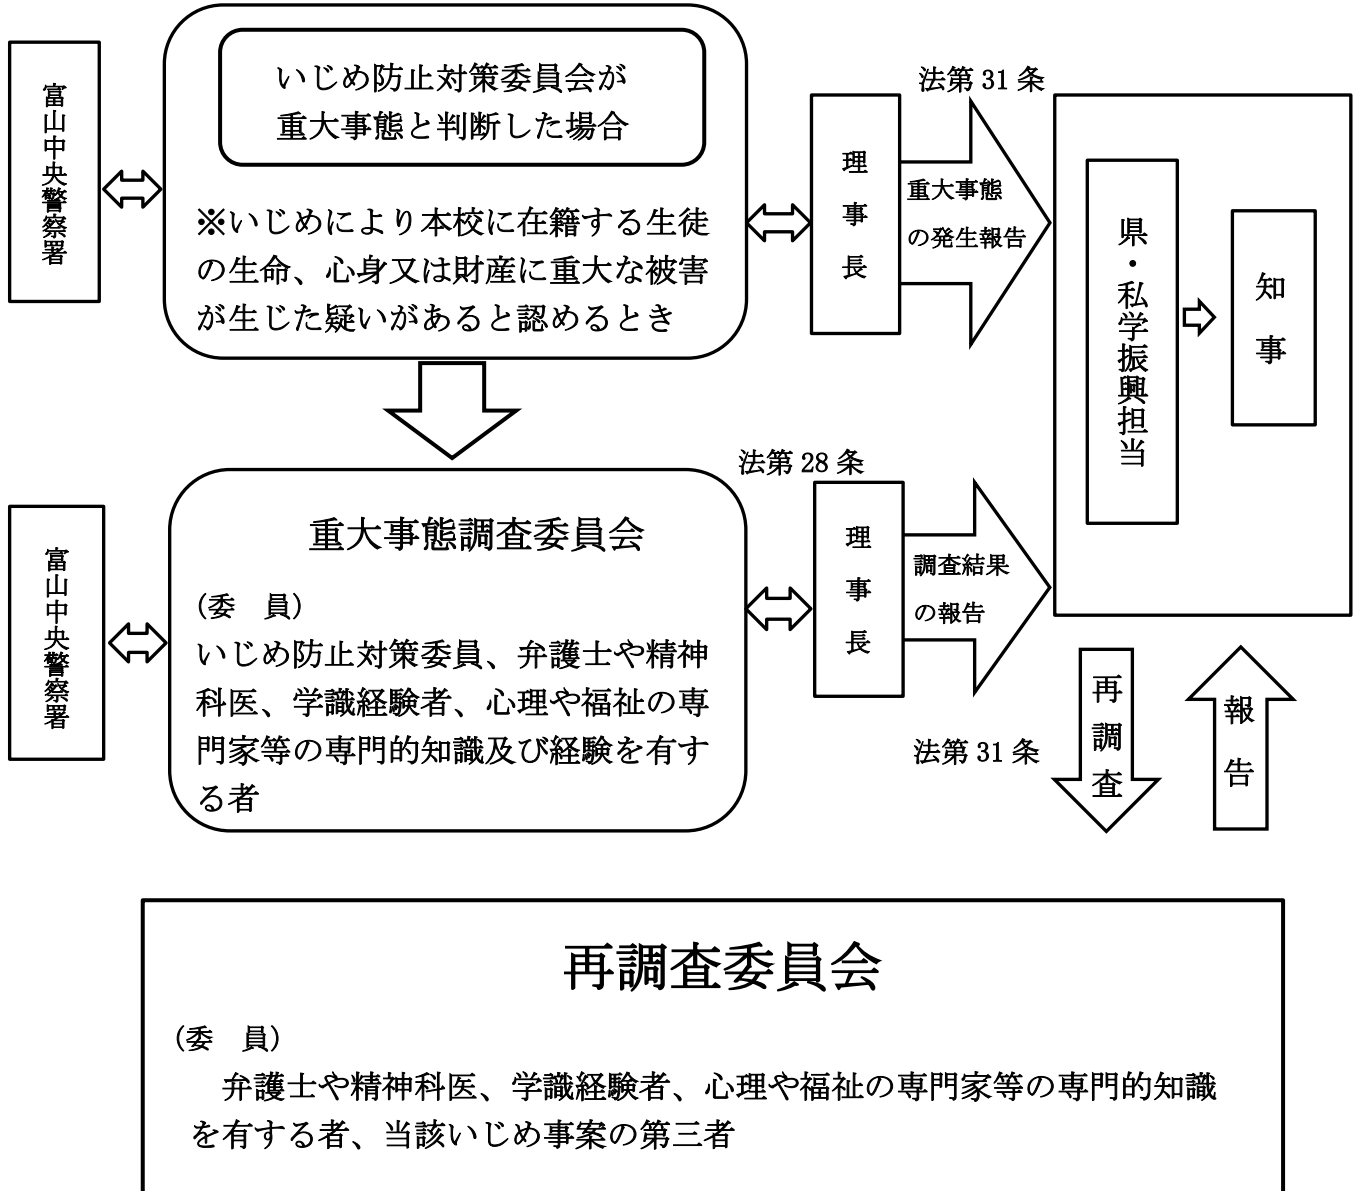 富山中央警察署
いじめ防止対策委員会が
重大事態と判断した場合
※いじめにより本校に在籍する生徒
の生命、心身又は財産に重大な被害
が生じた疑いがあると認めるとき
理事長
法第 31 条
重大事態
の発生報告
県・私学振興担当
知事
富山中央警察署
重大事態調査委員会
(委　員)
いじめ防止対策委員、弁護士や精神
科医、学識経験者、心理や福祉の専
門家等の専門的知識及び経験を有す
る者
法第 28 条
理事長
調査結果
の報告
法第 31 条
再調査
報告
再調査委員会
(委　員)
弁護士や精神科医、学識経験者、心理や福祉の専門家等の専門的知識
を有する者、当該いじめ事案の第三者